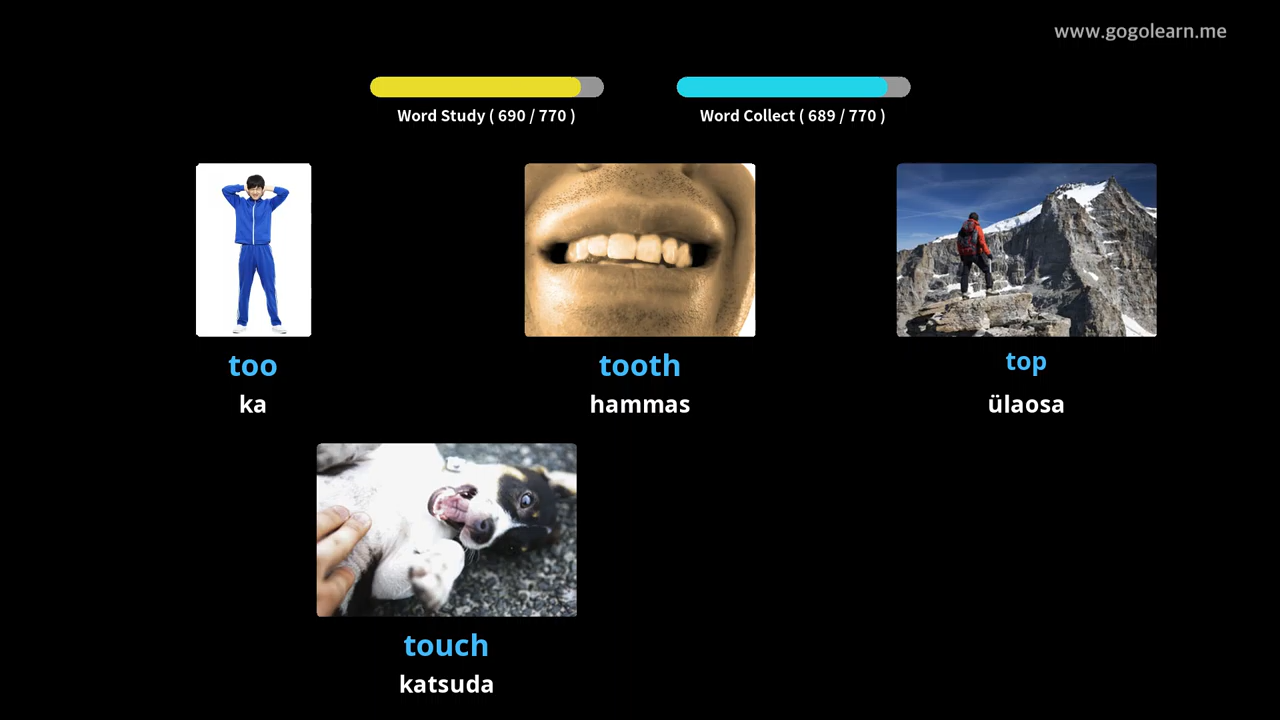 www.gogolearn.me
Word Study ( 690 / 770 )
Word Collect ( 689 / 770 )
too
tooth
top
ka
hammas
ülaosa
touch
katsuda